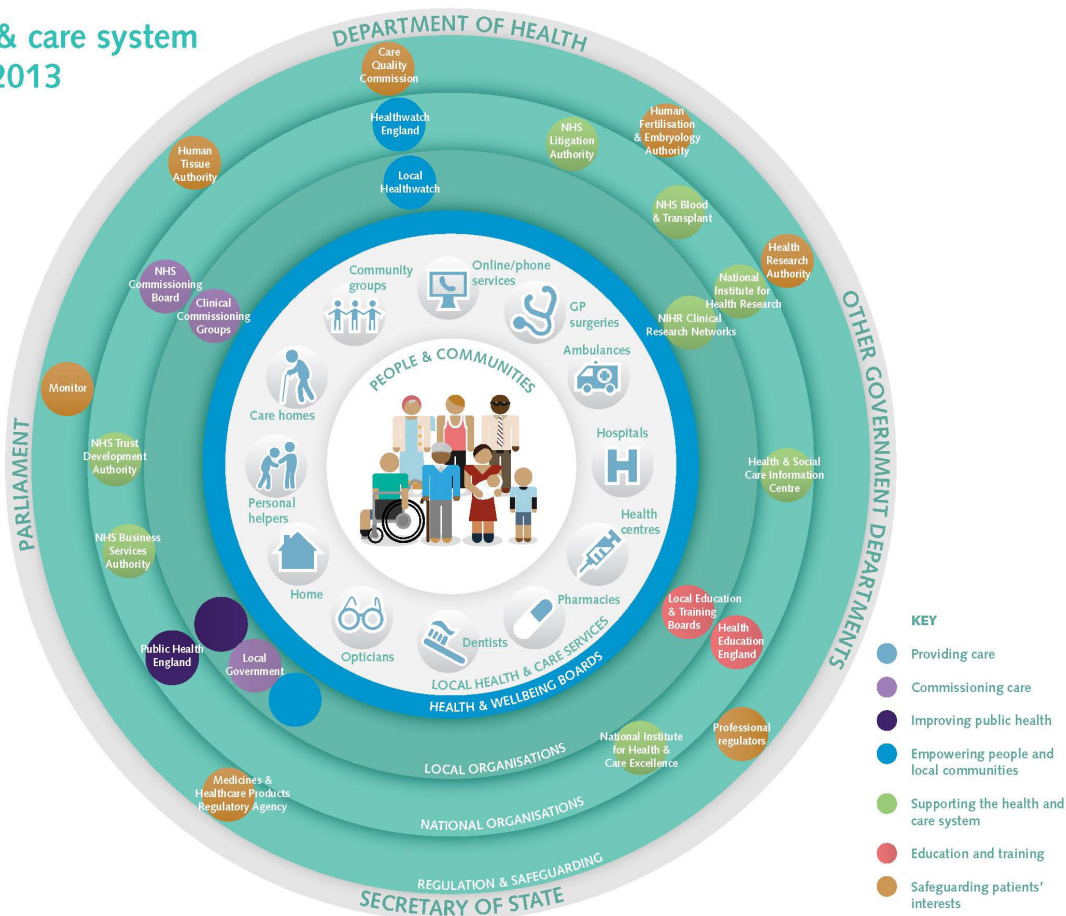 & care system
2013
DEPARTMENT OF HEALTH
OTHER GOVERNMENT DEPARTMENTS
SECRETARY OF STATE
PARLIAMENT
Care
Quality
Commission
Healthwatch
England
Local
Healthwatch
NHS
Litigation
Authority
Human
Fertilisation
& Embryology
Authority
Human
Tissue
Authority
NHS Blood
& Transplant
Health
Research
Authority
National
Institute for
Health Research
NIHR Clinical
Research Networks
NHS
Commissioning
Board
Clinical
Commissioning
Groups
Monitor
NHS Trust
Development
Authority
NHS Business
Services
Authority
Health & Social
Care Information
Centre
Public Health
England
Local
Government
Local Education
& Training
Boards
Health
Education
England
Professional
regulators
National Institute
for Health &
Care Excellence
Medicines &
Healthcare Products
Regulatory Agency
Community
groups
Online/phone
services
GP
surgeries
Ambulances
Hospitals
Health
centres
Pharmacies
Dentists
Opticians
Home
Personal
helpers
Care homes
PEOPLE & COMMUNITIES
H
LOCAL HEALTH & CARE SERVICES
HEALTH & WELLBEING BOARDS
LOCAL ORGANISATIONS
NATIONAL ORGANISATIONS
REGULATION & SAFEGUARDING
KEY
Providing care
Commissioning care
Improving public health
Empowering people and
local communities
Supporting the health and
care system
Education and training
Safeguarding patients'
interests